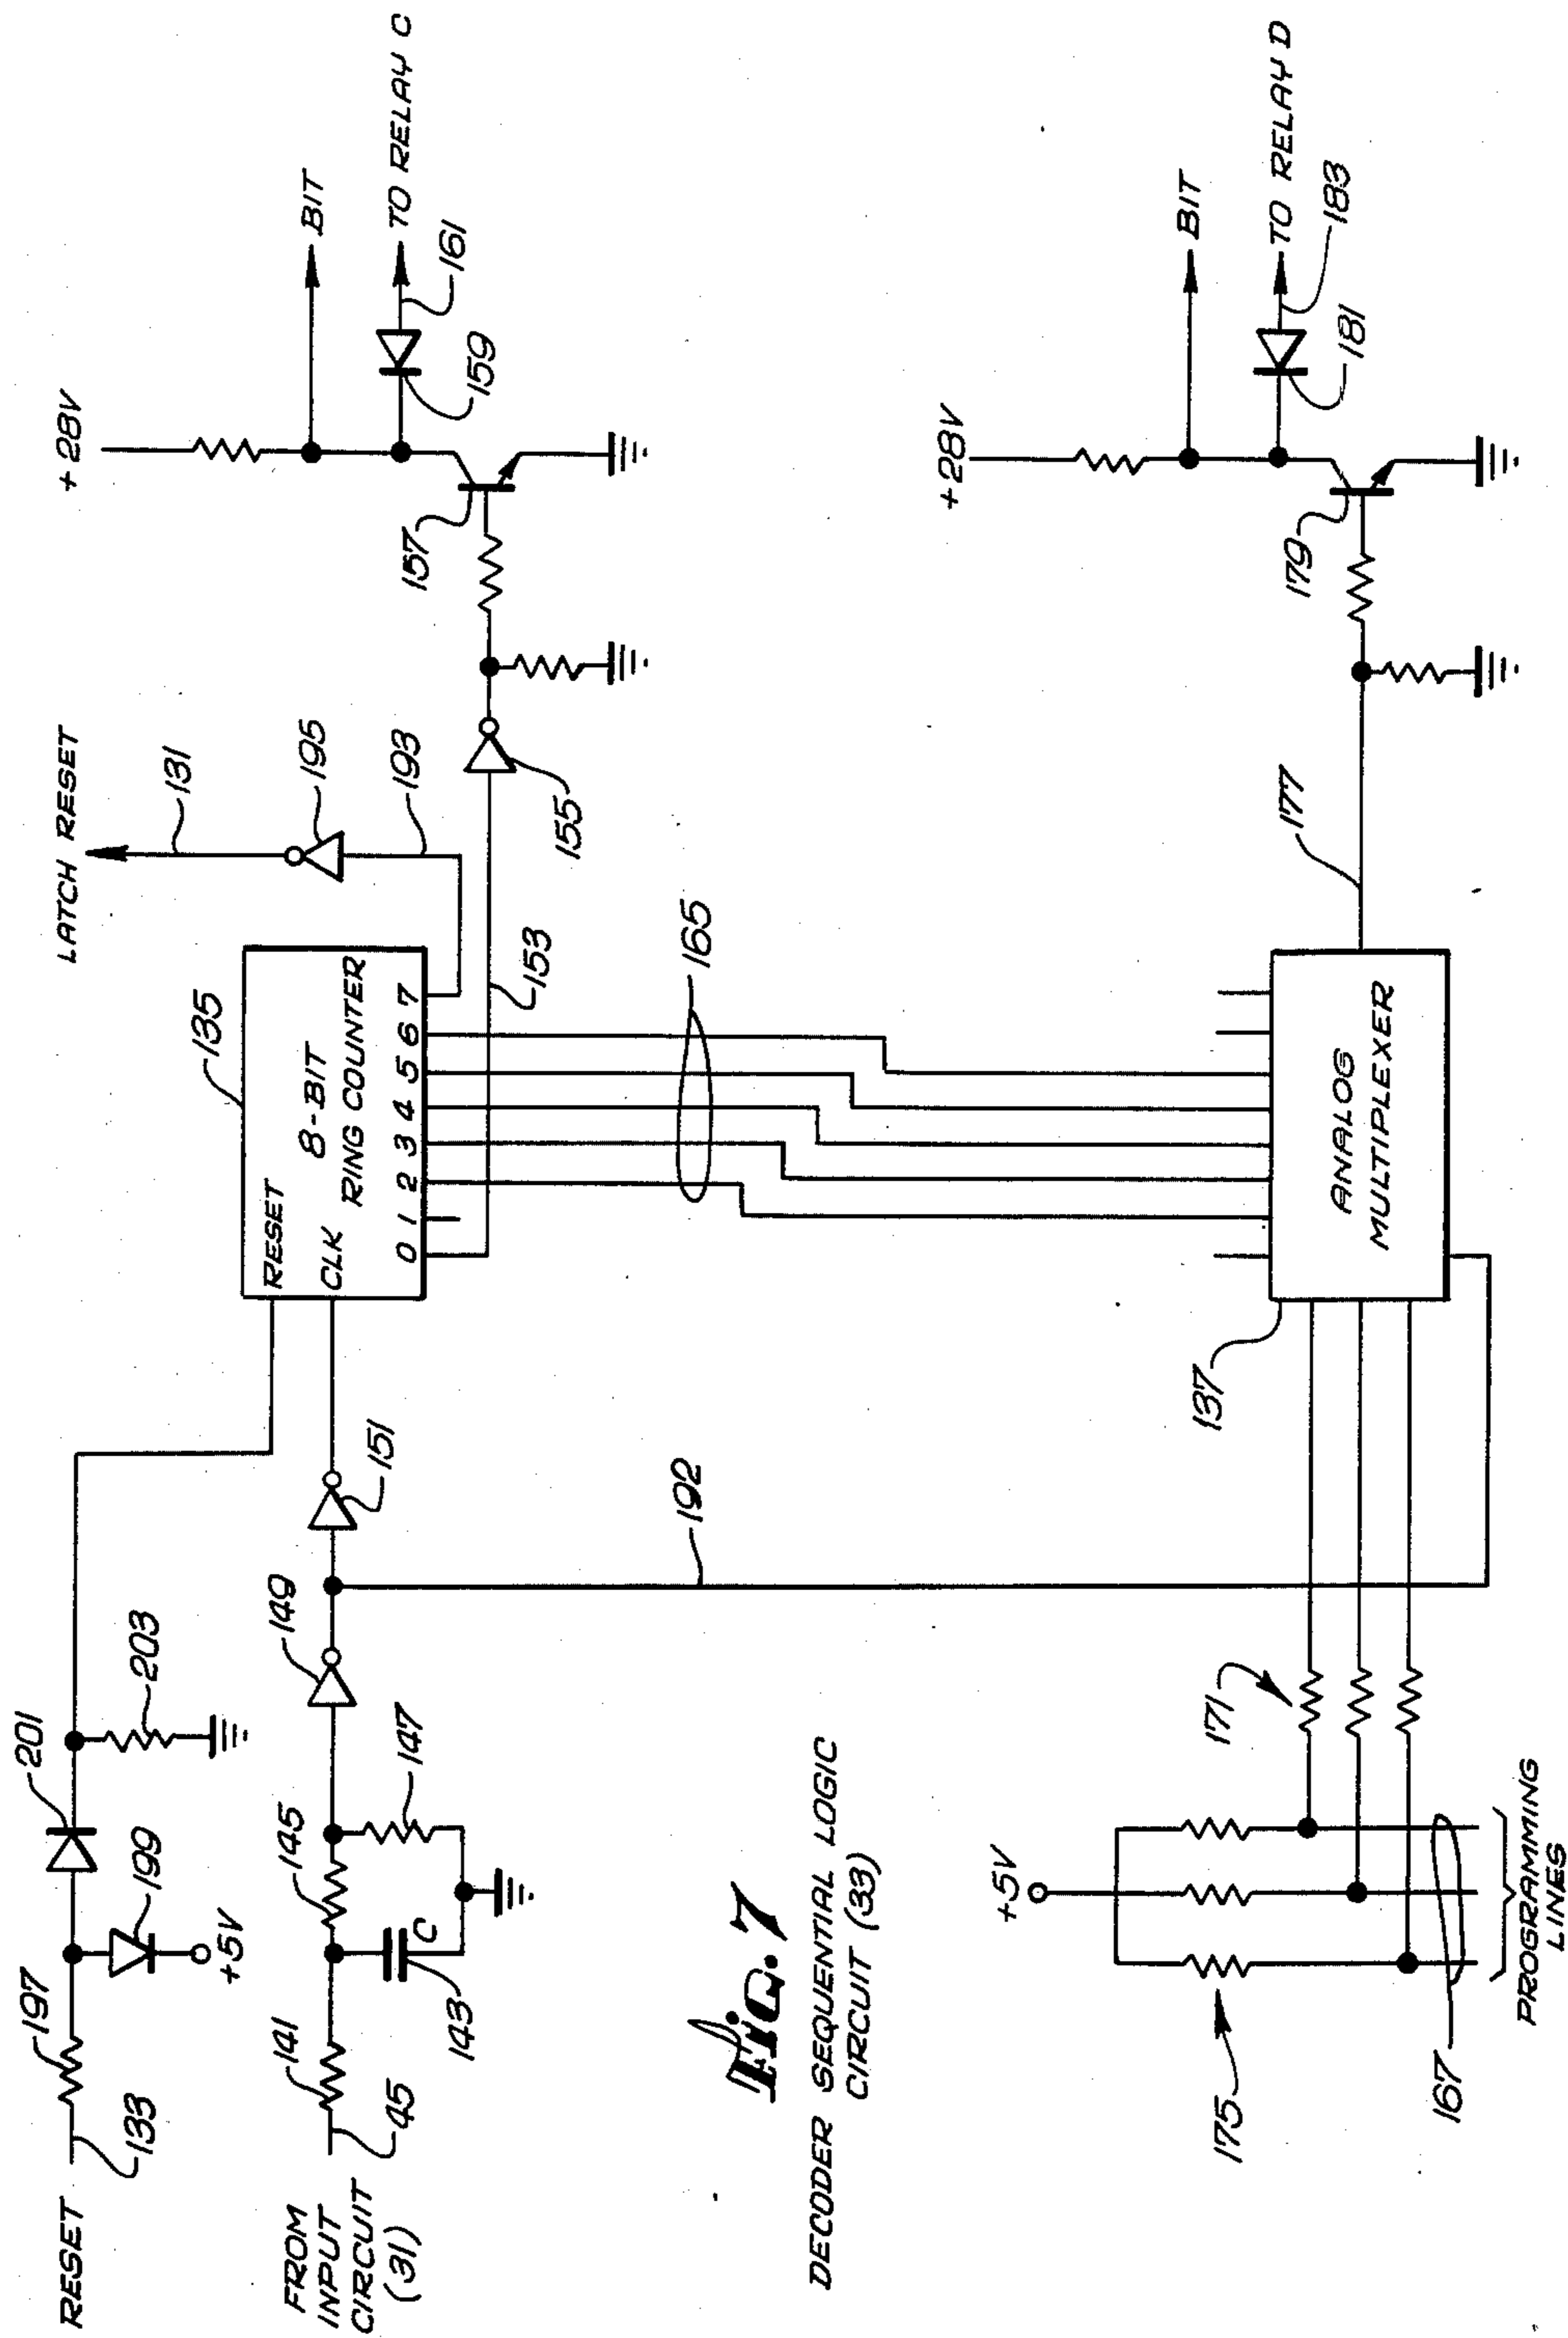 RESET
133
197
199
+5V
201
203
FROM
INPUT
CIRCUIT
(31)
45
141
143
C
145
147
149
151
192
135
RESET
CLK
8-BIT
RING COUNTER
0 1 2 3 4 5 6 7
LATCH RESET
131
195
193
153
155
157
+28V
BIT
TO RELAY C
159
161
165
Fig. 7
DECODER SEQUENTIAL LOGIC
CIRCUIT (33)
+5V
175
167
PROGRAMMING
LINES
171
137
ANALOG
MULTIPLEXER
177
179
+28V
BIT
TO RELAY D
181
183